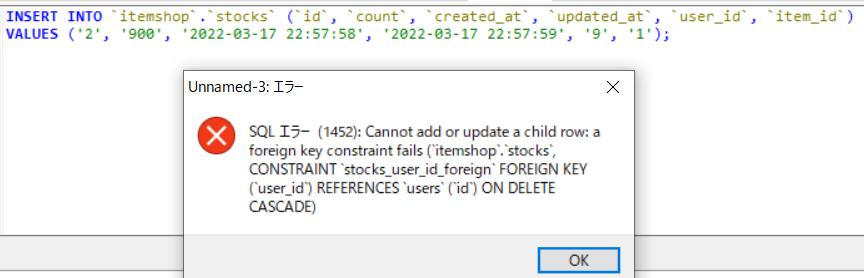 INSERT INTO `itemshop`.`stocks` (`id`, `count`, `created_at`, `updated_at`, `user_id`, `item_id`)
VALUES ('2', '900', '2022-03-17 22:57:58', '2022-03-17 22:57:59', '9', '1');
Unnamed-3: エラー
SQL エラー (1452): Cannot add or update a child row: a
foreign key constraint fails (`itemshop`.`stocks`,
CONSTRAINT `stocks_user_id_foreign` FOREIGN KEY
(`user_id`) REFERENCES `users` (`id`) ON DELETE
CASCADE)
OK